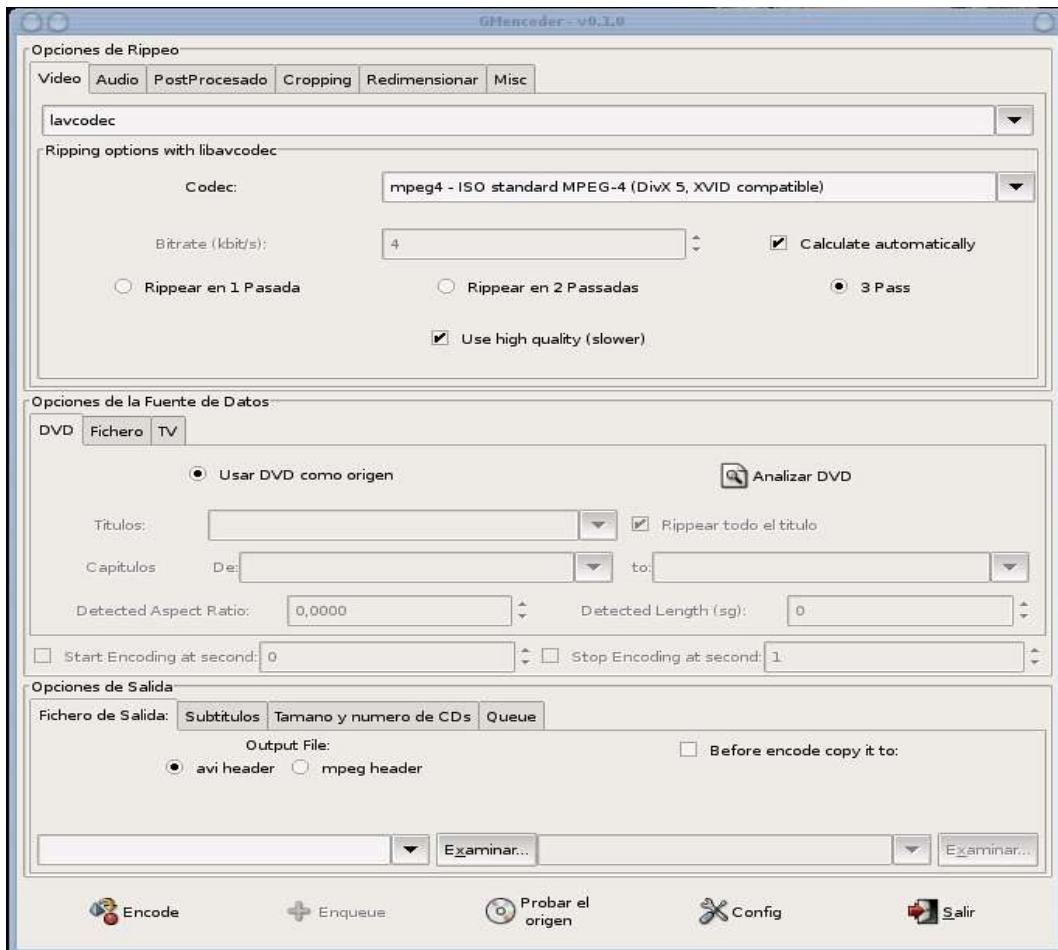 GMencoder - v0.1.0
Opciones de Rippeo
Video Audio PostProcesado Cropping Redimensionar Misc
lavcodec
Ripping options with libavcodec
Codec: mpeg4 - ISO standard MPEG-4 (DivX 5, XVID compatible)
Bitrate (kbit/s): 4 Calculate automatically
Rippear en 1 Pasada Rippear en 2 Passadas 3 Pass
Use high quality (slower)
Opciones de la Fuente de Datos
DVD Fichero TV
Usar DVD como origen Analizar DVD
Titulos: Rippear todo el titulo
Capitulos De: to:
Detected Aspect Ratio: 0,0000 Detected Length (sg): 0
Start Encoding at second: 0 Stop Encoding at second: 1
Opciones de Salida
Fichero de Salida: Subtitulos Tamano y numero de CDs Queue
Output File: Before encode copy it to:
avi header mpeg header
Examinar... Examinar...
Encode Enqueue Probar el origen Config Salir